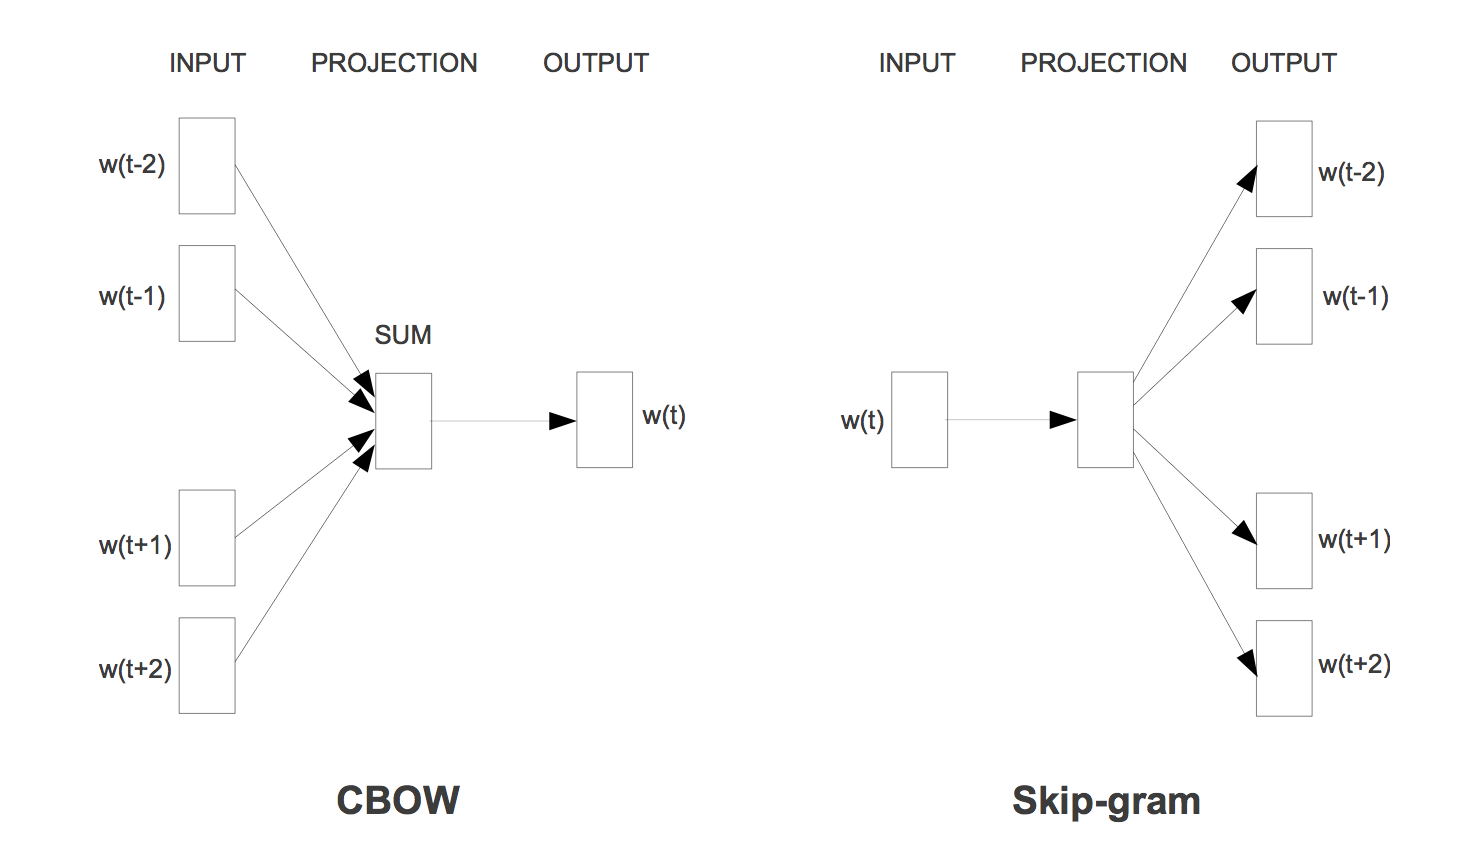 INPUT PROJECTION OUTPUT
w(t-2)
w(t-1)
SUM
w(t)
w(t+1)
w(t+2)
CBOW
INPUT PROJECTION OUTPUT
w(t-2)
w(t-1)
w(t)
w(t+1)
w(t+2)
Skip-gram